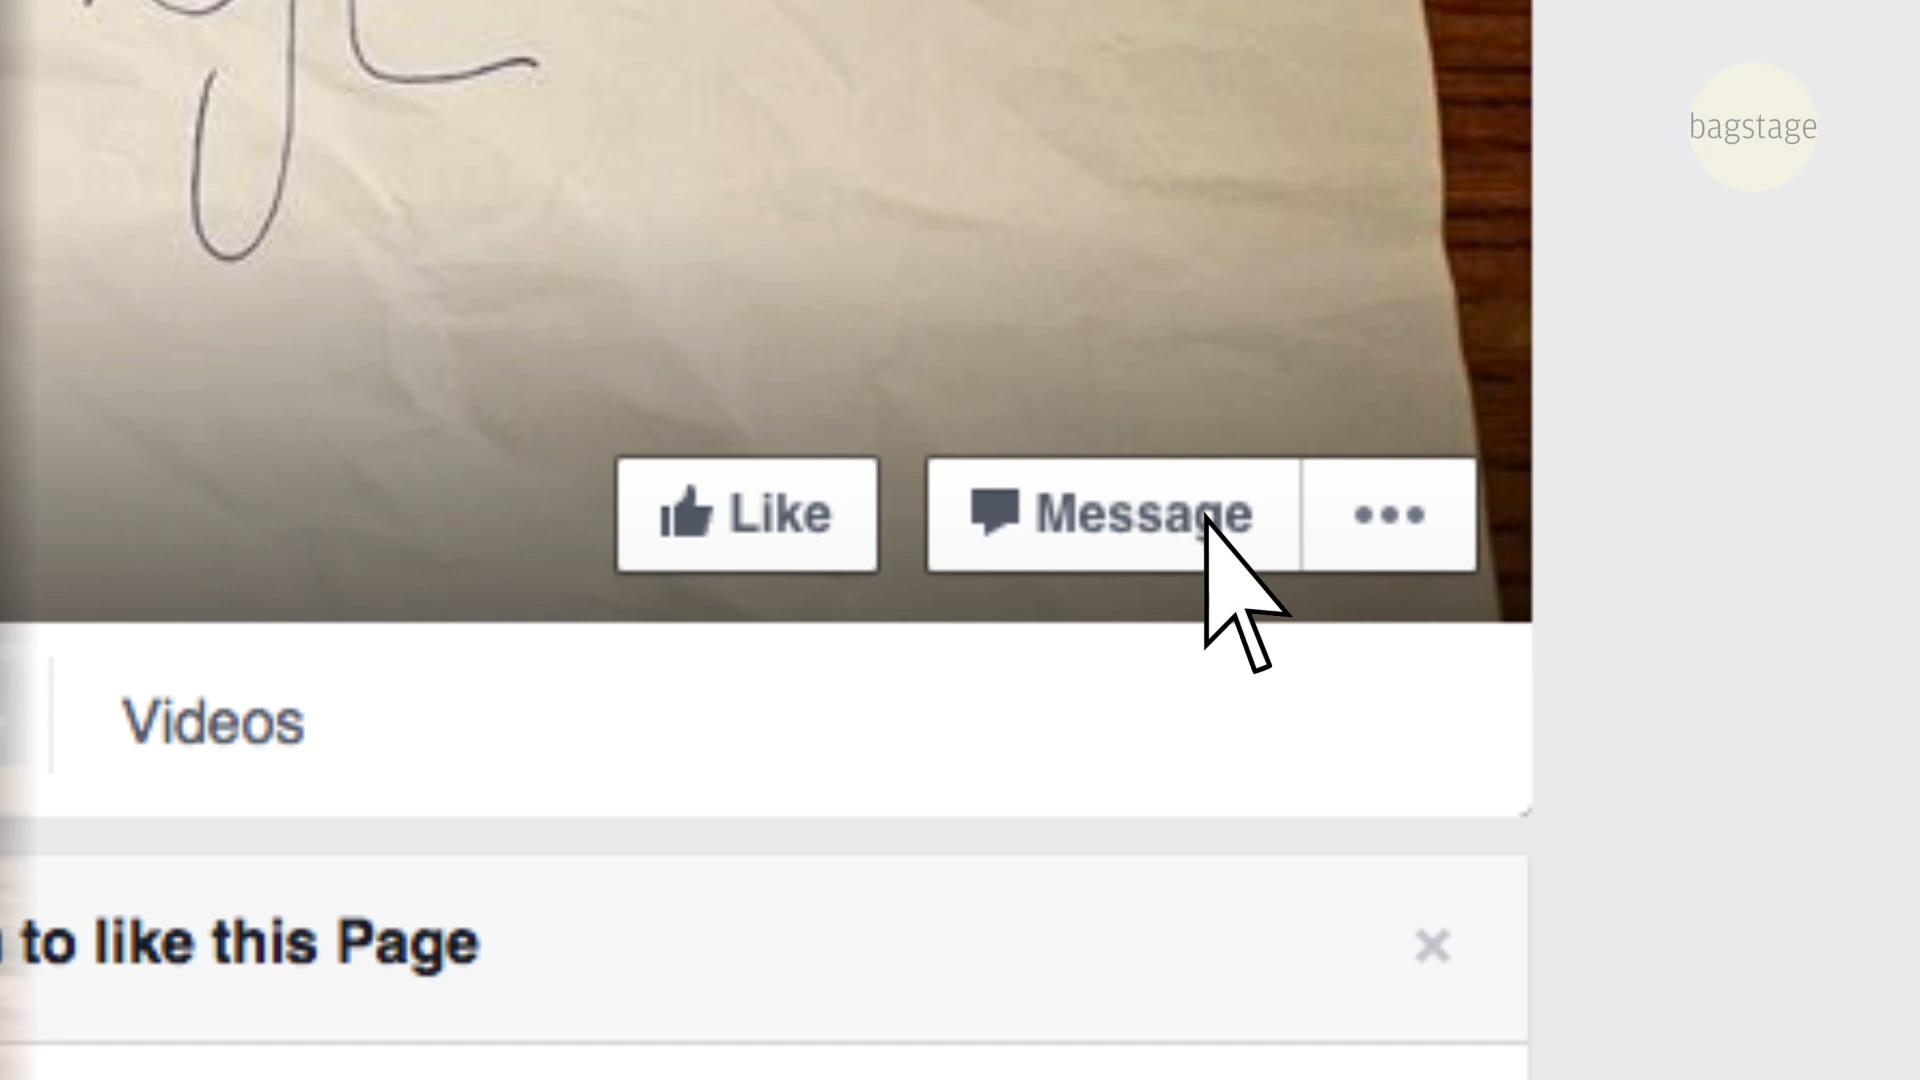 bagstage
Like
Message
Videos
to like this Page